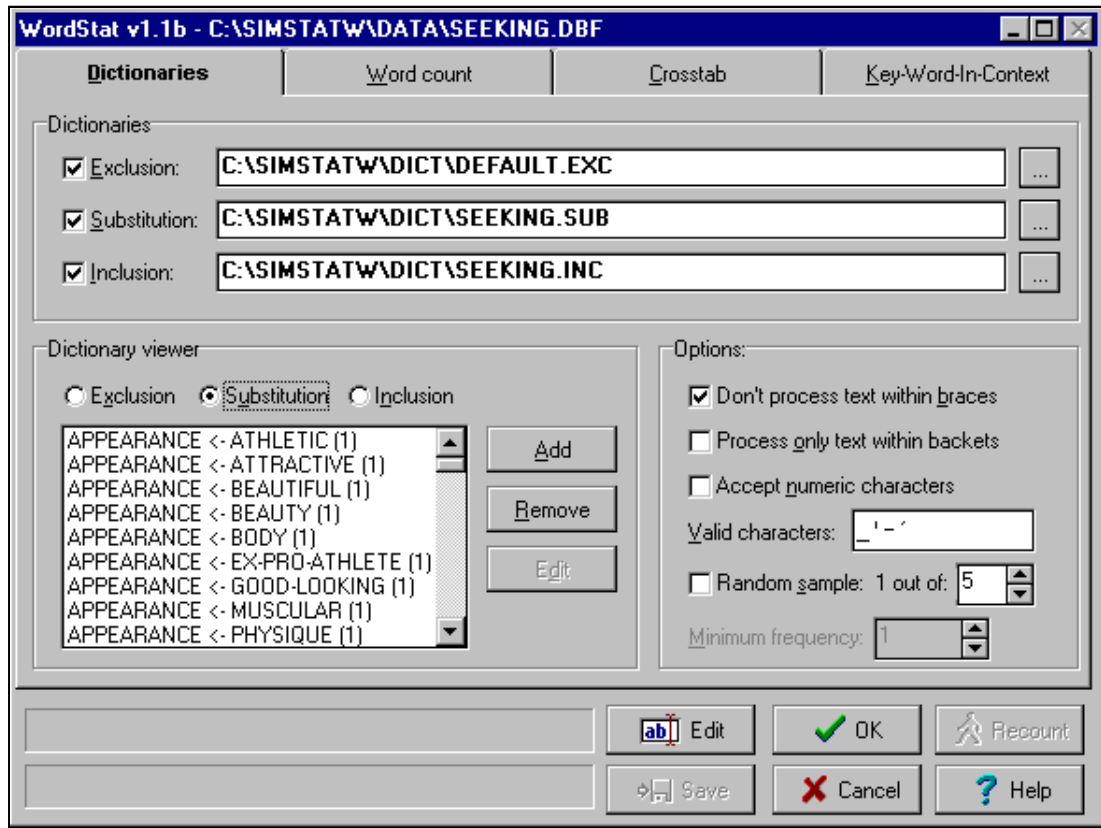 WordStat v1.1b - C:\SIMSTATW\DATA\SEEKING.DBF
Dictionaries Word count Crosstab Key-Word-In-Context
Dictionaries
Exclusion: C:\SIMSTATW\DICT\DEFAULT.EXC ...
Substitution: C:\SIMSTATW\DICT\SEEKING.SUB ...
Inclusion: C:\SIMSTATW\DICT\SEEKING.INC ...
Dictionary viewer
Exclusion Substitution Inclusion
APPEARANCE <- ATHLETIC (1)
APPEARANCE <- ATTRACTIVE (1)
APPEARANCE <- BEAUTIFUL (1)
APPEARANCE <- BEAUTY (1)
APPEARANCE <- BODY (1)
APPEARANCE <- EX-PRO-ATHLETE (1)
APPEARANCE <- GOOD-LOOKING (1)
APPEARANCE <- MUSCULAR (1)
APPEARANCE <- PHYSIQUE (1)
Add
Remove
Edit
Options:
Don't process text within braces
Process only text within backets
Accept numeric characters
Valid characters: _'-´
Random sample: 1 out of: 5
Minimum frequency: 1
ab Edit OK Recount
Save Cancel ? Help